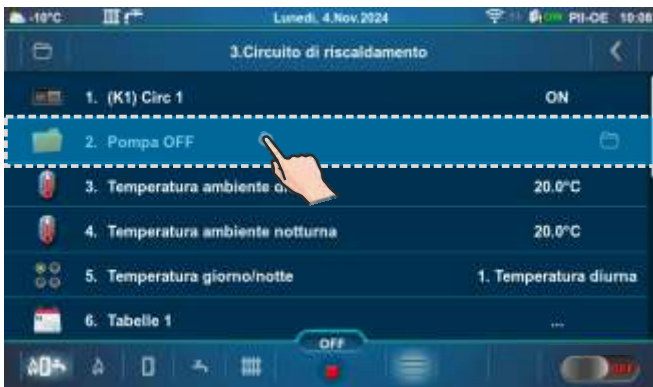 -10°C Lunedì, 4.Nov.2024 PII-OE 10:08
3.Circuito di riscaldamento
1. (K1) Circ 1 ON
2. Pompa OFF
3. Temperatura ambiente 20.0°C
4. Temperatura ambiente notturna 20.0°C
5. Temperatura giorno/notte 1. Temperatura diurna
6. Tabelle 1 ...
OFF
OFF